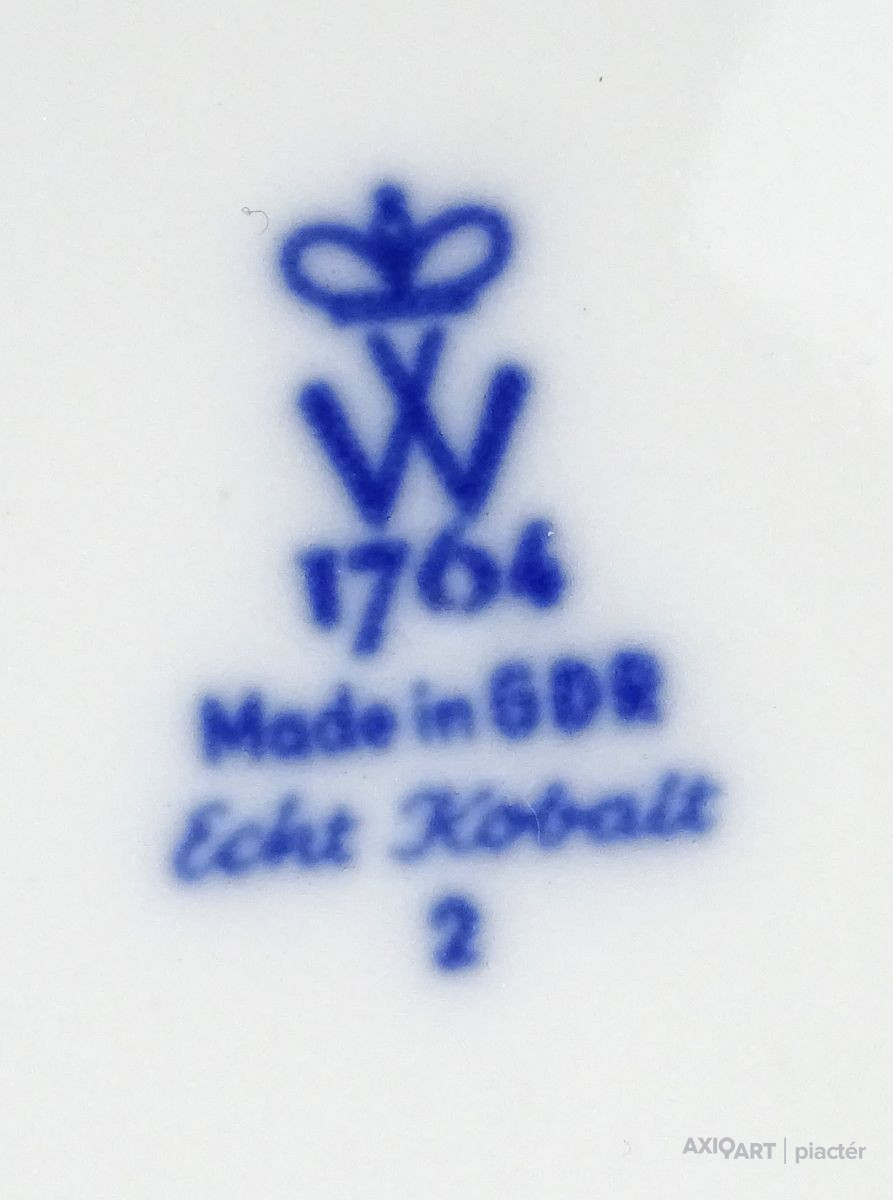 W
1764
Made in GDR
Echt Kobalt
2
AXIOART | piactér